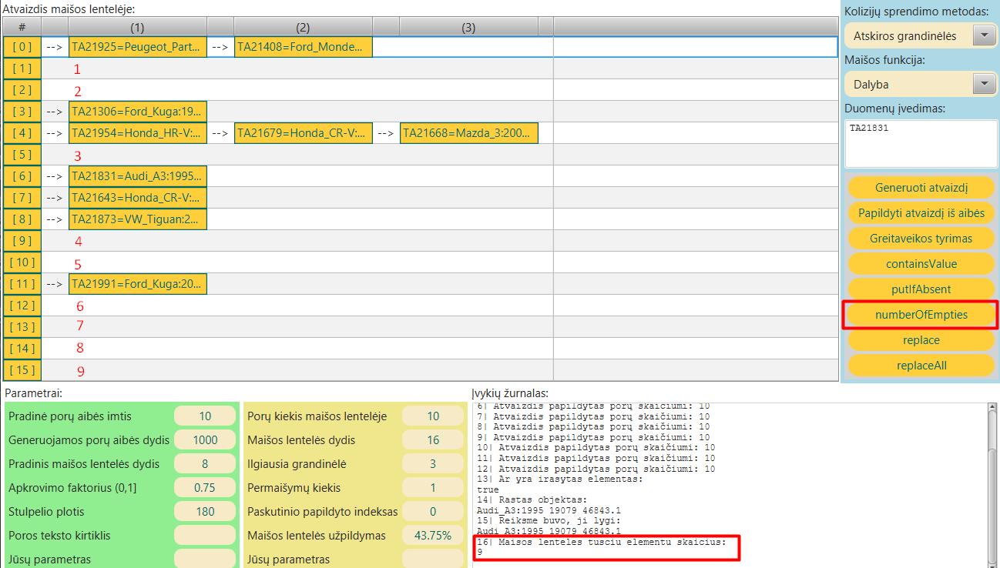 Atvaizdis maišos lentelėje:
# (1) (2) (3)
[ 0 ] --> TA21925=Peugeot_Part... --> TA21408=Ford_Monde...
[ 1 ] 1
[ 2 ] 2
[ 3 ] --> TA21306=Ford_Kuga:19...
[ 4 ] --> TA21954=Honda_HR-V:... --> TA21679=Honda_CR-V:... --> TA21668=Mazda_3:200...
[ 5 ] 3
[ 6 ] --> TA21831=Audi_A3:1995...
[ 7 ] --> TA21643=Honda_CR-V:...
[ 8 ] --> TA21873=VW_Tiguan:2...
[ 9 ] 4
[ 10 ] 5
[ 11 ] --> TA21991=Ford_Kuga:20...
[ 12 ] 6
[ 13 ] 7
[ 14 ] 8
[ 15 ] 9
Kolizijų sprendimo metodas:
Atskiros grandinėlės
Maišos funkcija:
Dalyba
Duomenų įvedimas:
TA21831
Generuoti atvaizdį
Papildyti atvaizdį iš aibės
Greitaveikos tyrimas
containsValue
putIfAbsent
numberOfEmpties
replace
replaceAll
Parametrai:
Pradinė porų aibės imtis 10
Generuojamos porų aibės dydis 1000
Pradinis maišos lentelės dydis 8
Apkrovimo faktorius (0,1] 0.75
Stulpelio plotis 180
Poros teksto kirtiklis
Jūsų parametras
Porų kiekis maišos lentelėje 10
Maišos lentelės dydis 16
Ilgiausia grandinėlė 3
Permaišymų kiekis 1
Paskutinio papildyto indeksas 0
Maišos lentelės užpildymas 43.75%
Jūsų parametras
Įvykių žurnalas:
6| Atvaizdis papildytas porų skaičiumi: 10
7| Atvaizdis papildytas porų skaičiumi: 10
8| Atvaizdis papildytas porų skaičiumi: 10
9| Atvaizdis papildytas porų skaičiumi: 10
10| Atvaizdis papildytas porų skaičiumi: 10
11| Atvaizdis papildytas porų skaičiumi: 10
12| Atvaizdis papildytas porų skaičiumi: 10
13| Ar yra irasytas elementas:
true
14| Rastas objektas:
Audi_A3:1995 19079 46843.1
15| Reiksme buvo, ji lygi:
Audi_A3:1995 19079 46843.1
16| Maisos lenteles tusciu elementu skaicius:
9